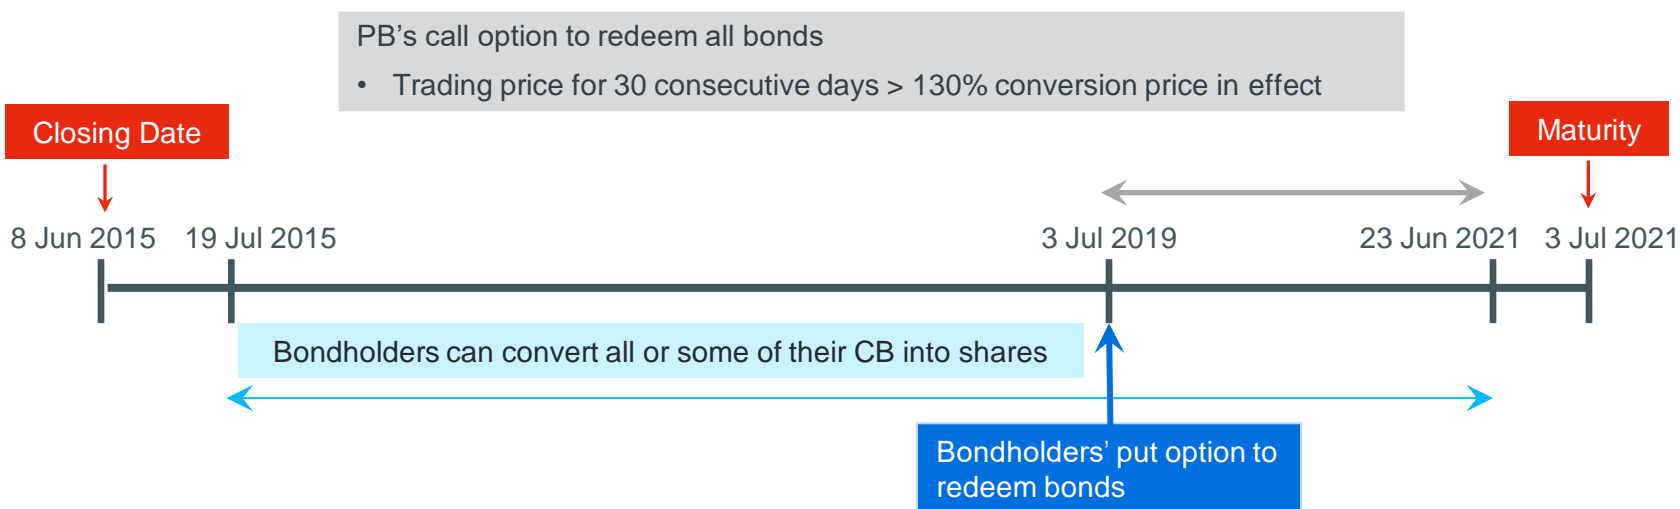 PB’s call option to redeem all bonds
• Trading price for 30 consecutive days > 130% conversion price in effect
Closing Date
Maturity
8 Jun 2015
19 Jul 2015
3 Jul 2019
23 Jun 2021
3 Jul 2021
Bondholders can convert all or some of their CB into shares
Bondholders’ put option to
redeem bonds